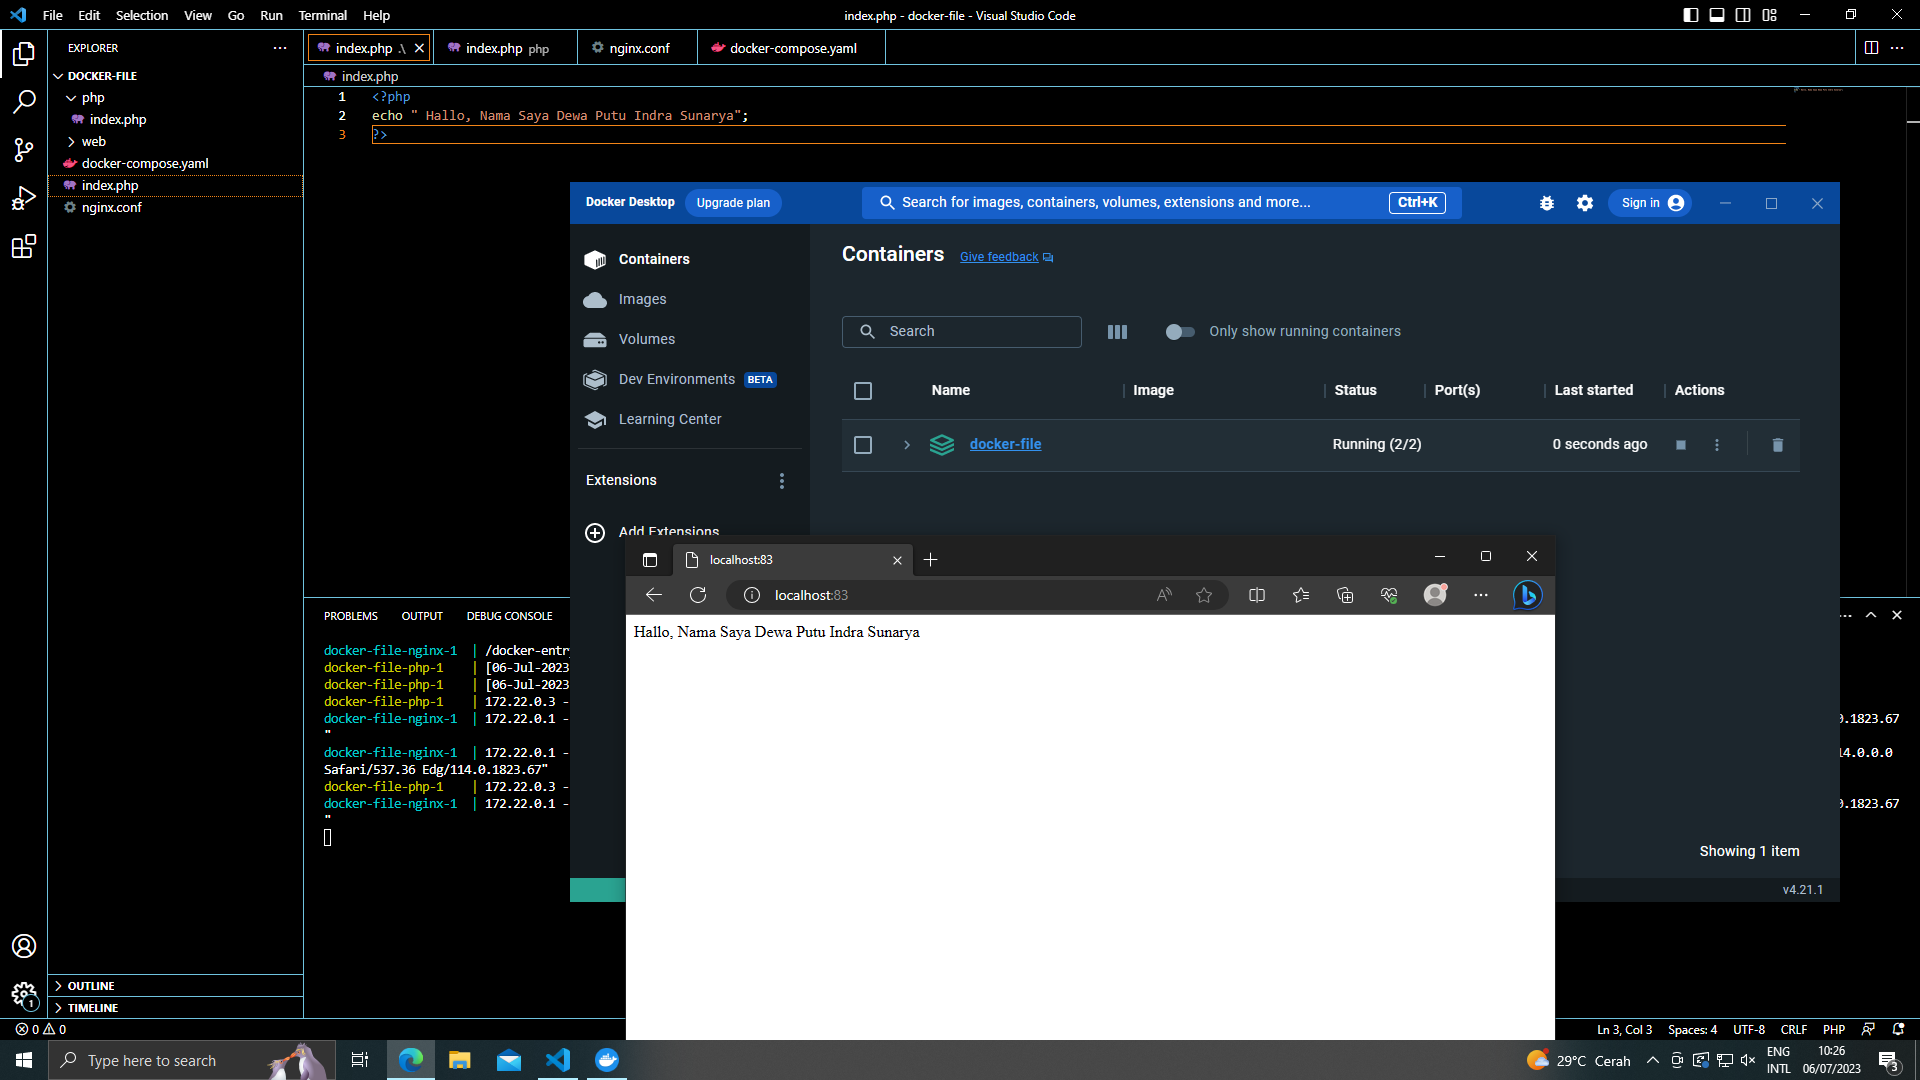 File Edit Selection View Go Run Terminal Help
index.php - docker-file - Visual Studio Code
EXPLORER
DOCKER-FILE
php
index.php
web
docker-compose.yaml
index.php
nginx.conf
OUTLINE
TIMELINE
index.php .\
index.php php
nginx.conf
docker-compose.yaml
index.php
1 <?php
2 echo " Hallo, Nama Saya Dewa Putu Indra Sunarya";
3 ?>
PROBLEMS OUTPUT DEBUG CONSOLE
docker-file-nginx-1 | /docker-entr
docker-file-php-1 | [06-Jul-2023
docker-file-php-1 | [06-Jul-2023
docker-file-php-1 | 172.22.0.3 -
docker-file-nginx-1 | 172.22.0.1 - 0.1823.67
"
docker-file-nginx-1 | 172.22.0.1 - 14.0.0.0
Safari/537.36 Edg/114.0.1823.67"
docker-file-php-1 | 172.22.0.3 -
docker-file-nginx-1 | 172.22.0.1 - 0.1823.67
"
Docker Desktop Upgrade plan
Search for images, containers, volumes, extensions and more... Ctrl+K
Sign in
Containers
Images
Volumes
Dev Environments BETA
Learning Center
Extensions
Add Extensions
Containers Give feedback
Search
Only show running containers
Name Image Status Port(s) Last started Actions
docker-file Running (2/2) 0 seconds ago
Showing 1 item
v4.21.1
localhost:83
localhost:83
Hallo, Nama Saya Dewa Putu Indra Sunarya
1
0 0
Ln 3, Col 3 Spaces: 4 UTF-8 CRLF PHP
Type here to search
29°C Cerah
ENG
INTL
10:26
06/07/2023
3